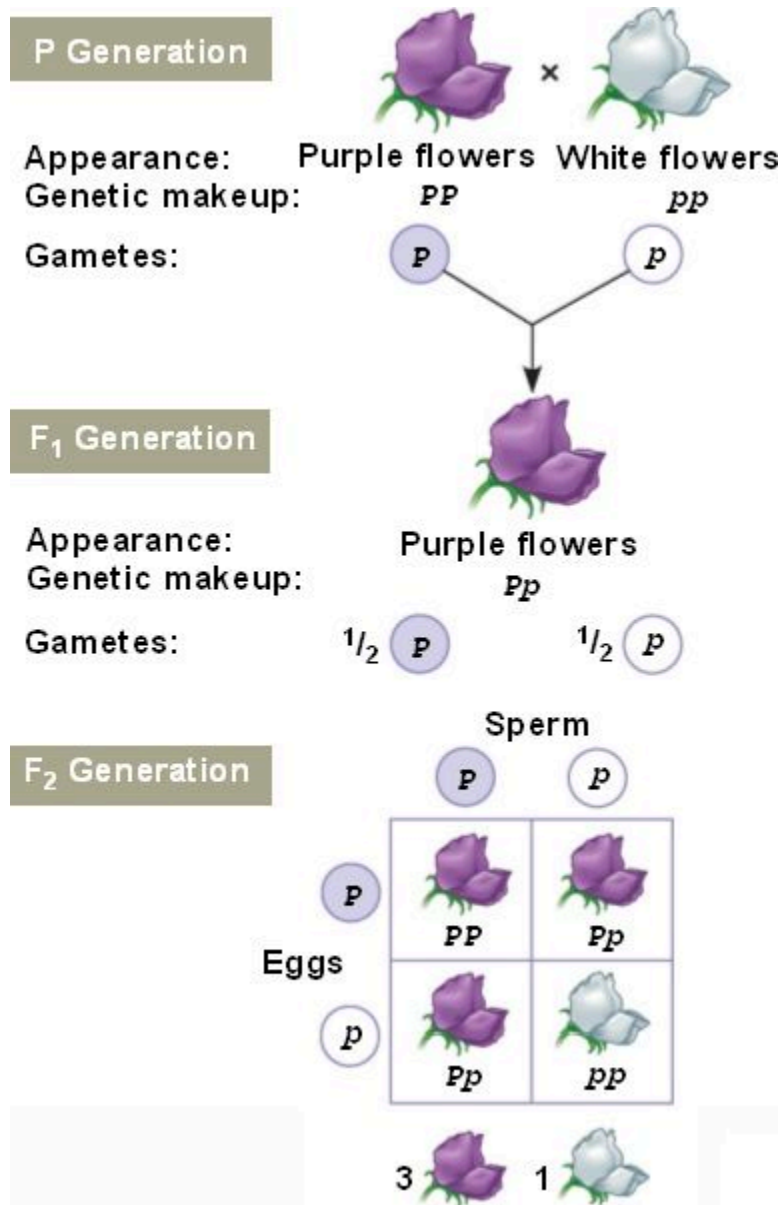 P Generation
×
Appearance: Purple flowers White flowers
Genetic makeup: PP pp
Gametes: P p
F₁ Generation
Appearance: Purple flowers
Genetic makeup: Pp
Gametes: ¹/₂ P ¹/₂ p
Sperm
F₂ Generation P p
P
PP Pp
Eggs
p
Pp pp
3 1